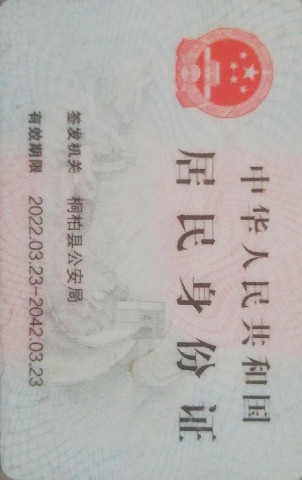 中华人民共和国
居民身份证
签发机关 桐柏县公安局
有效期限 2022.03.23-2042.03.23